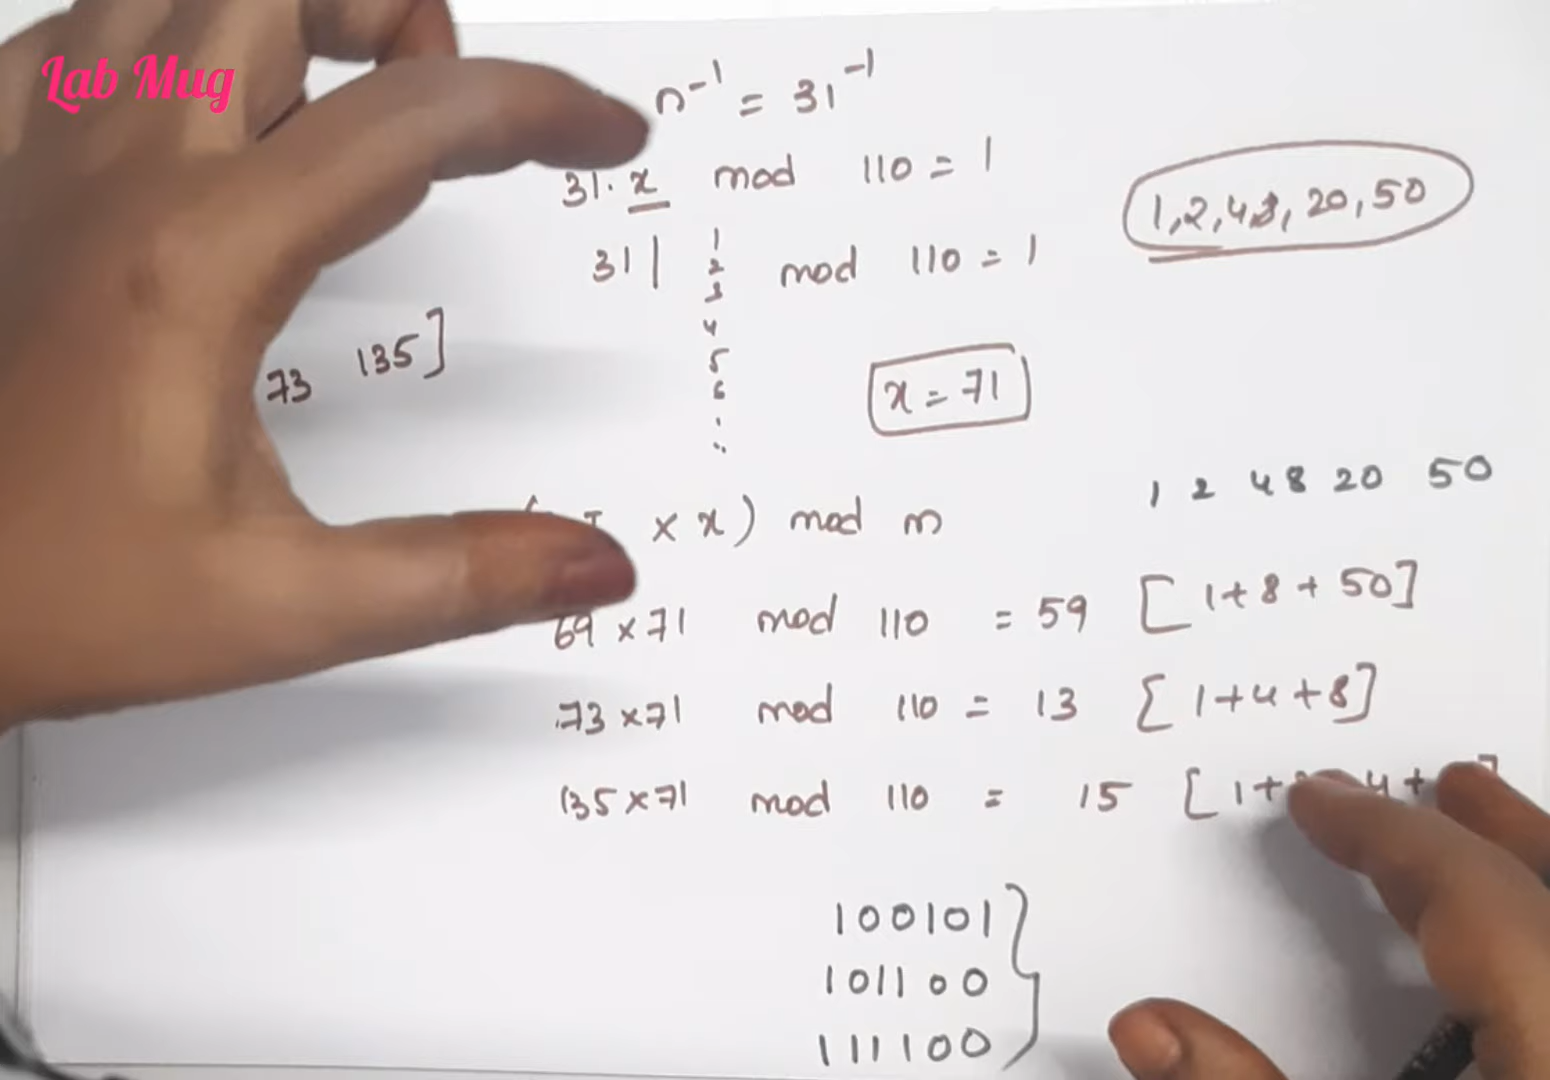 Lab Mug
n⁻¹ = 31⁻¹
31. x mod 110 = 1
1, 2, 4, 8, 20, 50
31 | 1 2 3 4 5 6 . .. mod 110 = 1
73 135]
x = 71
1 2 4 8 20 50
× x) mod m
69 × 71 mod 110 = 59 [1+8+50]
73 × 71 mod 110 = 13 [1+4+8]
135 × 71 mod 110 = 15 [1+ 4+ ]
100101
101100
111100